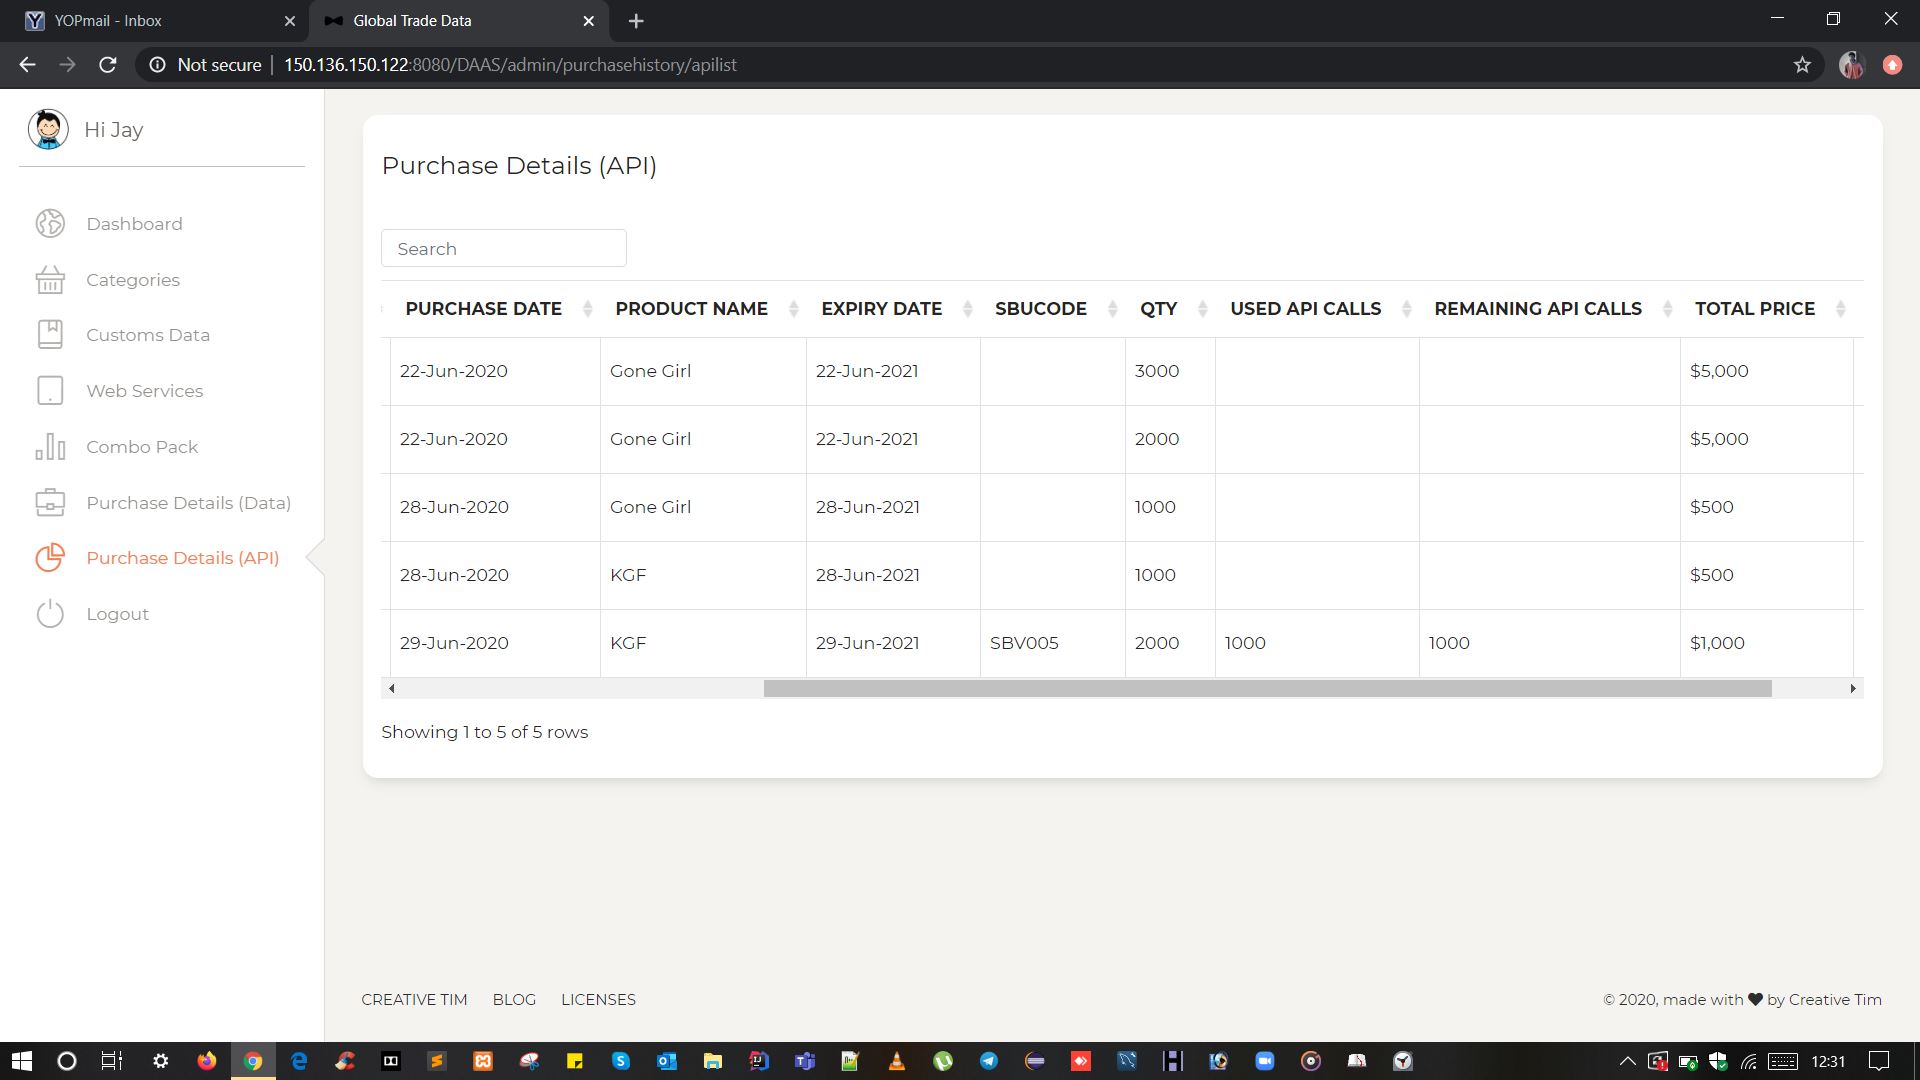 YOPmail - Inbox
Global Trade Data
Not secure
150.136.150.122:8080/DAAS/admin/purchasehistory/apilist
Hi Jay
Dashboard
Categories
Customs Data
Web Services
Combo Pack
Purchase Details (Data)
Purchase Details (API)
Logout
Purchase Details (API)
Search
PURCHASE DATE PRODUCT NAME EXPIRY DATE SBUCODE QTY USED API CALLS REMAINING API CALLS TOTAL PRICE
22-Jun-2020 Gone Girl 22-Jun-2021 3000 $5,000
22-Jun-2020 Gone Girl 22-Jun-2021 2000 $5,000
28-Jun-2020 Gone Girl 28-Jun-2021 1000 $500
28-Jun-2020 KGF 28-Jun-2021 1000 $500
29-Jun-2020 KGF 29-Jun-2021 SBV005 2000 1000 1000 $1,000
Showing 1 to 5 of 5 rows
CREATIVE TIM BLOG LICENSES
© 2020, made with ♥ by Creative Tim
12:31